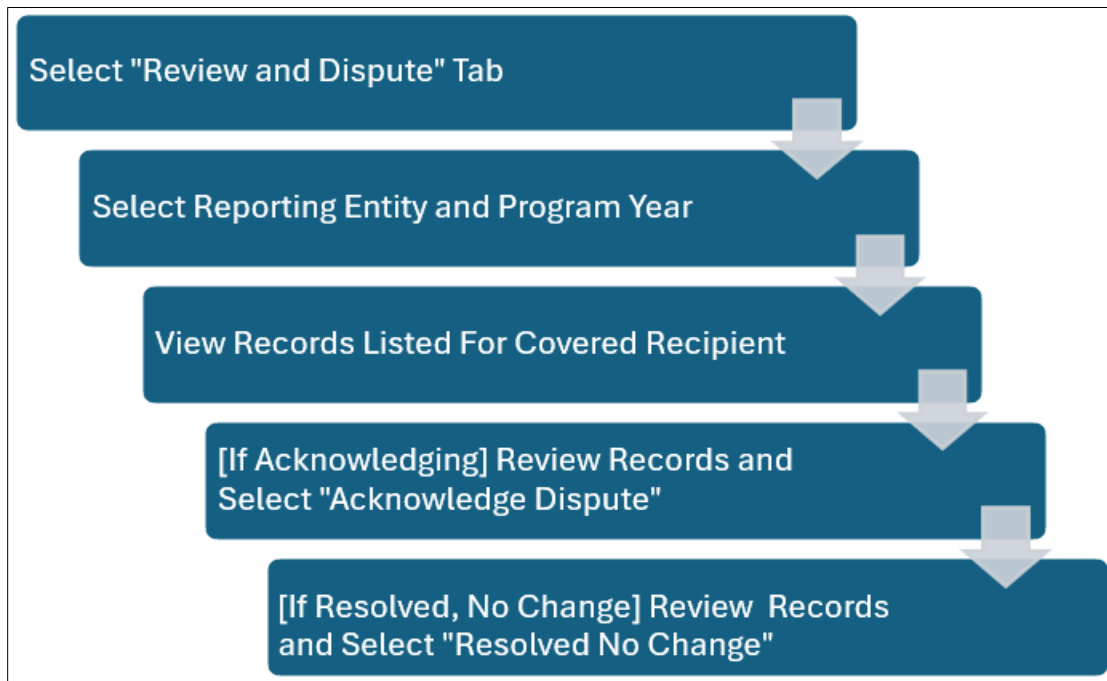 Select "Review and Dispute" Tab
Select Reporting Entity and Program Year
View Records Listed For Covered Recipient
[If Acknowledging] Review Records and
Select "Acknowledge Dispute"
[If Resolved, No Change] Review  Records
and Select "Resolved No Change"